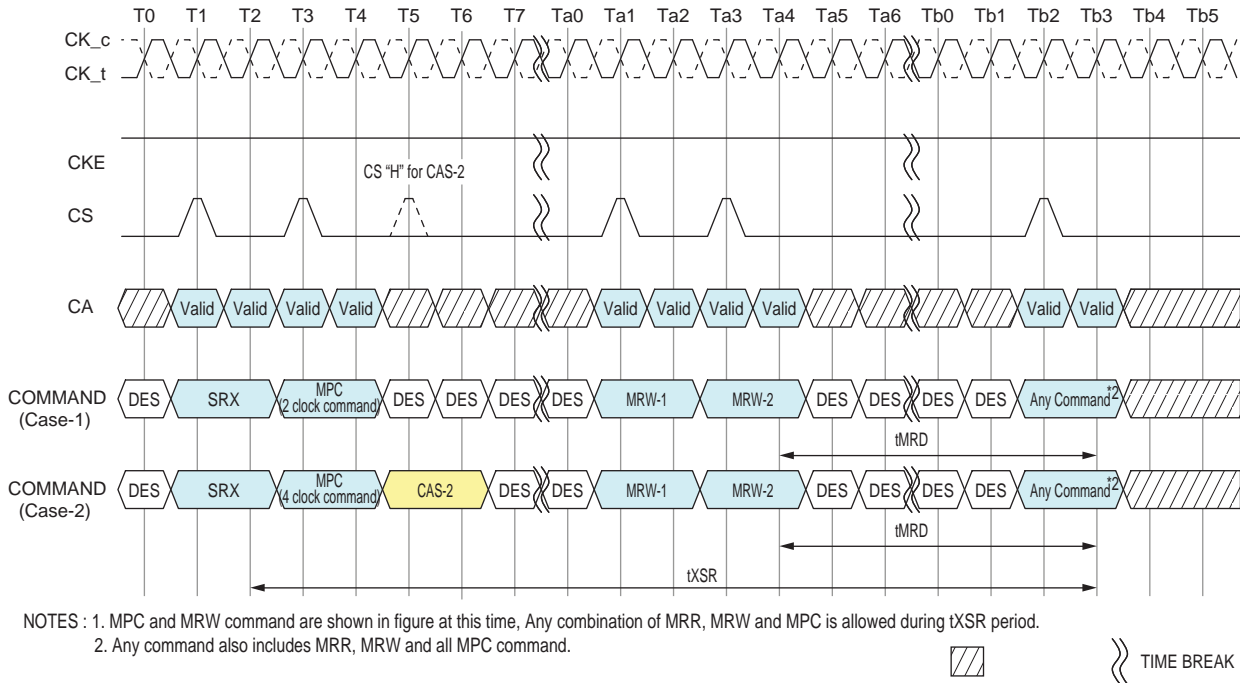 T0 T1 T2 T3 T4 T5 T6 T7 Ta0 Ta1 Ta2 Ta3 Ta4 Ta5 Ta6 Tb0 Tb1 Tb2 Tb3 Tb4 Tb5
CK_c
CK_t
CKE
CS “H” for CAS-2
CS
CA Valid Valid Valid Valid Valid Valid Valid Valid Valid Valid
COMMAND
(Case-1)
DES SRX MPC
(2 clock command)
DES DES DES DES MRW-1 MRW-2 DES DES DES DES Any Command*2
tMRD
COMMAND
(Case-2)
DES SRX MPC
(4 clock command)
CAS-2 DES DES MRW-1 MRW-2 DES DES DES DES Any Command*2
tMRD
tXSR
NOTES : 1. MPC and MRW command are shown in figure at this time, Any combination of MRR, MRW and MPC is allowed during tXSR period.
2. Any command also includes MRR, MRW and all MPC command.
TIME BREAK